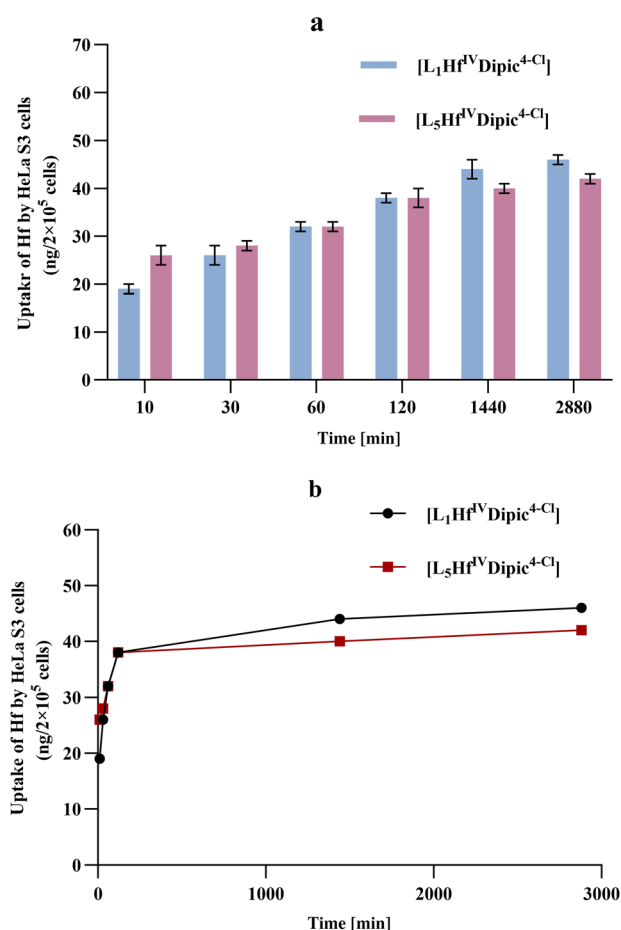 a
70
60
50
40
30
20
10
0
Uptakr of Hf by HeLa S3 cells
(ng/2×10⁵ cells)
[L₁HfᴵⱽDipic⁴⁻ᶜˡ]
[L₅HfᴵⱽDipic⁴⁻ᶜˡ]
10 30 60 120 1440 2880
Time [min]
b
60
50
40
30
20
10
0
Uptake of Hf by HeLa S3 cells
(ng/2×10⁵ cells)
[L₁HfᴵⱽDipic⁴⁻ᶜˡ]
[L₅HfᴵⱽDipic⁴⁻ᶜˡ]
0 1000 2000 3000
Time [min]